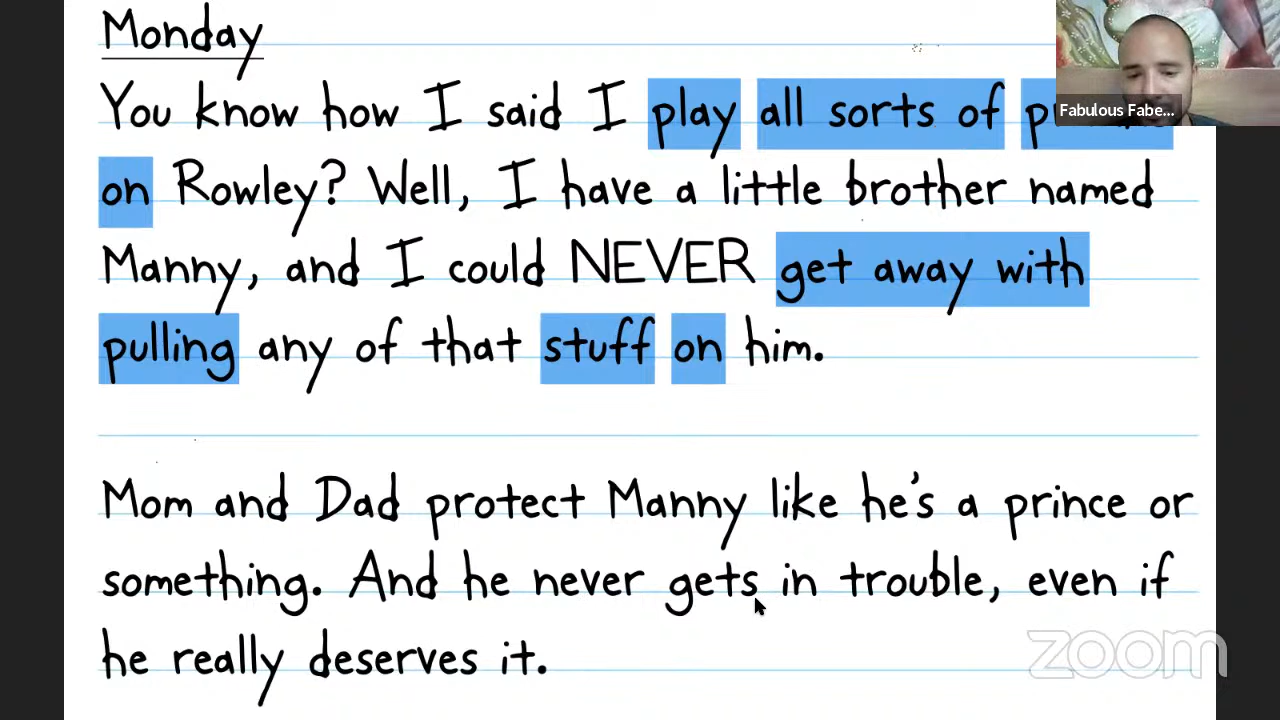 Monday
You know how I said I play all sorts of
on Rowley? Well, I have a little brother named
Manny, and I could NEVER get away with
pulling any of that stuff on him.
Mom and Dad protect Manny like he's a prince or
something. And he never gets in trouble, even if
he really deserves it.
Fabulous Fabe...
zoom